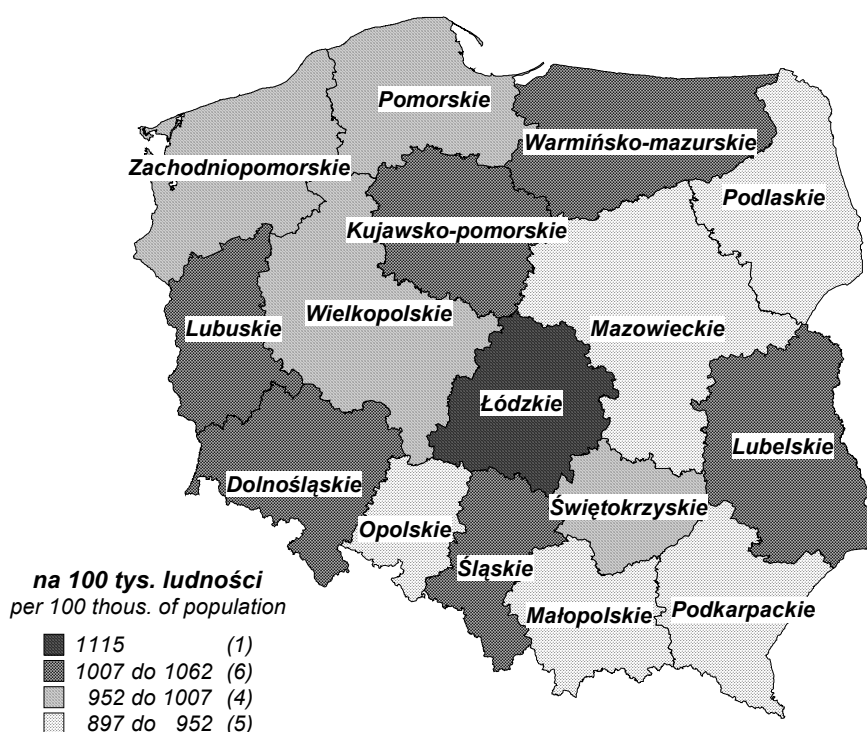 Pomorskie
Warmińsko-mazurskie
Zachodniopomorskie
Podlaskie
Kujawsko-pomorskie
Wielkopolskie
Lubuskie
Mazowieckie
Łódzkie
Lubelskie
Dolnośląskie
Świętokrzyskie
Opolskie
Śląskie
Małopolskie
Podkarpackie
na 100 tys. ludności
per 100 thous. of population
1115 (1)
1007 do 1062 (6)
952 do 1007 (4)
897 do 952 (5)